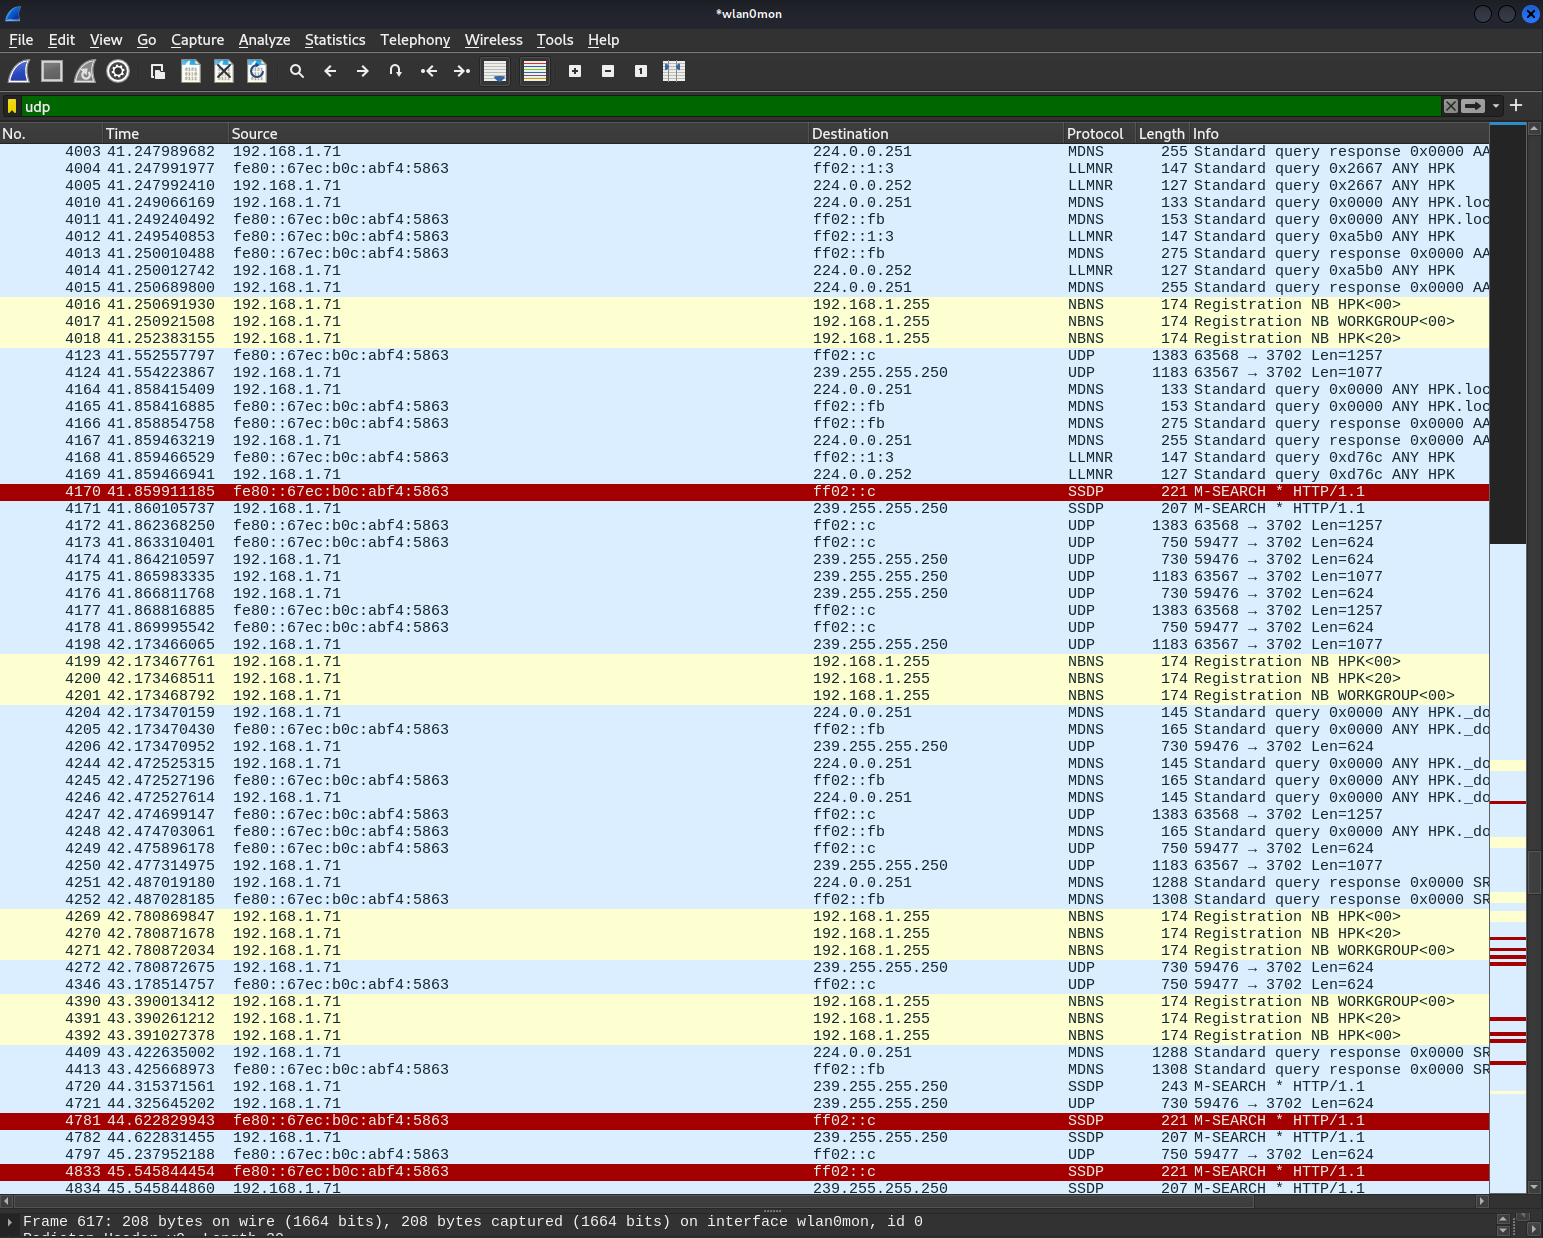 *wlan0mon
File Edit View Go Capture Analyze Statistics Telephony Wireless Tools Help
udp
No. Time Source Destination Protocol Length Info
4003 41.247989682 192.168.1.71 224.0.0.251 MDNS 255 Standard query response 0x0000 AA
4004 41.247991977 fe80::67ec:b0c:abf4:5863 ff02::1:3 LLMNR 147 Standard query 0x2667 ANY HPK
4005 41.247992410 192.168.1.71 224.0.0.252 LLMNR 127 Standard query 0x2667 ANY HPK
4010 41.249066169 192.168.1.71 224.0.0.251 MDNS 133 Standard query 0x0000 ANY HPK.loc
4011 41.249240492 fe80::67ec:b0c:abf4:5863 ff02::fb MDNS 153 Standard query 0x0000 ANY HPK.loc
4012 41.249540853 fe80::67ec:b0c:abf4:5863 ff02::1:3 LLMNR 147 Standard query 0xa5b0 ANY HPK
4013 41.250010488 fe80::67ec:b0c:abf4:5863 ff02::fb MDNS 275 Standard query response 0x0000 AA
4014 41.250012742 192.168.1.71 224.0.0.252 LLMNR 127 Standard query 0xa5b0 ANY HPK
4015 41.250689800 192.168.1.71 224.0.0.251 MDNS 255 Standard query response 0x0000 AA
4016 41.250691930 192.168.1.71 192.168.1.255 NBNS 174 Registration NB HPK<00>
4017 41.250921508 192.168.1.71 192.168.1.255 NBNS 174 Registration NB WORKGROUP<00>
4018 41.252383155 192.168.1.71 192.168.1.255 NBNS 174 Registration NB HPK<20>
4123 41.552557797 fe80::67ec:b0c:abf4:5863 ff02::c UDP 1383 63568 → 3702 Len=1257
4124 41.554223867 192.168.1.71 239.255.255.250 UDP 1183 63567 → 3702 Len=1077
4164 41.858415409 192.168.1.71 224.0.0.251 MDNS 133 Standard query 0x0000 ANY HPK.loc
4165 41.858416885 fe80::67ec:b0c:abf4:5863 ff02::fb MDNS 153 Standard query 0x0000 ANY HPK.loc
4166 41.858854758 fe80::67ec:b0c:abf4:5863 ff02::fb MDNS 275 Standard query response 0x0000 AA
4167 41.859463219 192.168.1.71 224.0.0.251 MDNS 255 Standard query response 0x0000 AA
4168 41.859466529 fe80::67ec:b0c:abf4:5863 ff02::1:3 LLMNR 147 Standard query 0xd76c ANY HPK
4169 41.859466941 192.168.1.71 224.0.0.252 LLMNR 127 Standard query 0xd76c ANY HPK
4170 41.859911185 fe80::67ec:b0c:abf4:5863 ff02::c SSDP 221 M-SEARCH * HTTP/1.1
4171 41.860105737 192.168.1.71 239.255.255.250 SSDP 207 M-SEARCH * HTTP/1.1
4172 41.862368250 fe80::67ec:b0c:abf4:5863 ff02::c UDP 1383 63568 → 3702 Len=1257
4173 41.863310401 fe80::67ec:b0c:abf4:5863 ff02::c UDP 750 59477 → 3702 Len=624
4174 41.864210597 192.168.1.71 239.255.255.250 UDP 730 59476 → 3702 Len=624
4175 41.865983335 192.168.1.71 239.255.255.250 UDP 1183 63567 → 3702 Len=1077
4176 41.866811768 192.168.1.71 239.255.255.250 UDP 730 59476 → 3702 Len=624
4177 41.868816885 fe80::67ec:b0c:abf4:5863 ff02::c UDP 1383 63568 → 3702 Len=1257
4178 41.869995542 fe80::67ec:b0c:abf4:5863 ff02::c UDP 750 59477 → 3702 Len=624
4198 42.173466065 192.168.1.71 239.255.255.250 UDP 1183 63567 → 3702 Len=1077
4199 42.173467761 192.168.1.71 192.168.1.255 NBNS 174 Registration NB HPK<00>
4200 42.173468511 192.168.1.71 192.168.1.255 NBNS 174 Registration NB HPK<20>
4201 42.173468792 192.168.1.71 192.168.1.255 NBNS 174 Registration NB WORKGROUP<00>
4204 42.173470159 192.168.1.71 224.0.0.251 MDNS 145 Standard query 0x0000 ANY HPK._do
4205 42.173470430 fe80::67ec:b0c:abf4:5863 ff02::fb MDNS 165 Standard query 0x0000 ANY HPK._do
4206 42.173470952 192.168.1.71 239.255.255.250 UDP 730 59476 → 3702 Len=624
4244 42.472525315 192.168.1.71 224.0.0.251 MDNS 145 Standard query 0x0000 ANY HPK._do
4245 42.472527196 fe80::67ec:b0c:abf4:5863 ff02::fb MDNS 165 Standard query 0x0000 ANY HPK._do
4246 42.472527614 192.168.1.71 224.0.0.251 MDNS 145 Standard query 0x0000 ANY HPK._do
4247 42.474699147 fe80::67ec:b0c:abf4:5863 ff02::c UDP 1383 63568 → 3702 Len=1257
4248 42.474703061 fe80::67ec:b0c:abf4:5863 ff02::fb MDNS 165 Standard query 0x0000 ANY HPK._do
4249 42.475896178 fe80::67ec:b0c:abf4:5863 ff02::c UDP 750 59477 → 3702 Len=624
4250 42.477314975 192.168.1.71 239.255.255.250 UDP 1183 63567 → 3702 Len=1077
4251 42.487019180 192.168.1.71 224.0.0.251 MDNS 1288 Standard query response 0x0000 SR
4252 42.487028185 fe80::67ec:b0c:abf4:5863 ff02::fb MDNS 1308 Standard query response 0x0000 SR
4269 42.780869847 192.168.1.71 192.168.1.255 NBNS 174 Registration NB HPK<00>
4270 42.780871678 192.168.1.71 192.168.1.255 NBNS 174 Registration NB HPK<20>
4271 42.780872034 192.168.1.71 192.168.1.255 NBNS 174 Registration NB WORKGROUP<00>
4272 42.780872675 192.168.1.71 239.255.255.250 UDP 730 59476 → 3702 Len=624
4346 43.178514757 fe80::67ec:b0c:abf4:5863 ff02::c UDP 750 59477 → 3702 Len=624
4390 43.390013412 192.168.1.71 192.168.1.255 NBNS 174 Registration NB WORKGROUP<00>
4391 43.390261212 192.168.1.71 192.168.1.255 NBNS 174 Registration NB HPK<20>
4392 43.391027378 192.168.1.71 192.168.1.255 NBNS 174 Registration NB HPK<00>
4409 43.422635002 192.168.1.71 224.0.0.251 MDNS 1288 Standard query response 0x0000 SR
4413 43.425668973 fe80::67ec:b0c:abf4:5863 ff02::fb MDNS 1308 Standard query response 0x0000 SR
4720 44.315371561 192.168.1.71 239.255.255.250 SSDP 243 M-SEARCH * HTTP/1.1
4721 44.325645202 192.168.1.71 239.255.255.250 UDP 730 59476 → 3702 Len=624
4781 44.622829943 fe80::67ec:b0c:abf4:5863 ff02::c SSDP 221 M-SEARCH * HTTP/1.1
4782 44.622831455 192.168.1.71 239.255.255.250 SSDP 207 M-SEARCH * HTTP/1.1
4797 45.237952188 fe80::67ec:b0c:abf4:5863 ff02::c UDP 750 59477 → 3702 Len=624
4833 45.545844454 fe80::67ec:b0c:abf4:5863 ff02::c SSDP 221 M-SEARCH * HTTP/1.1
4834 45.545844860 192.168.1.71 239.255.255.250 SSDP 207 M-SEARCH * HTTP/1.1
Frame 617: 208 bytes on wire (1664 bits), 208 bytes captured (1664 bits) on interface wlan0mon, id 0